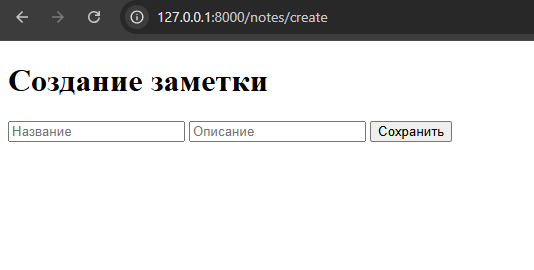 127.0.0.1:8000/notes/create
Создание заметки
Название Описание Сохранить